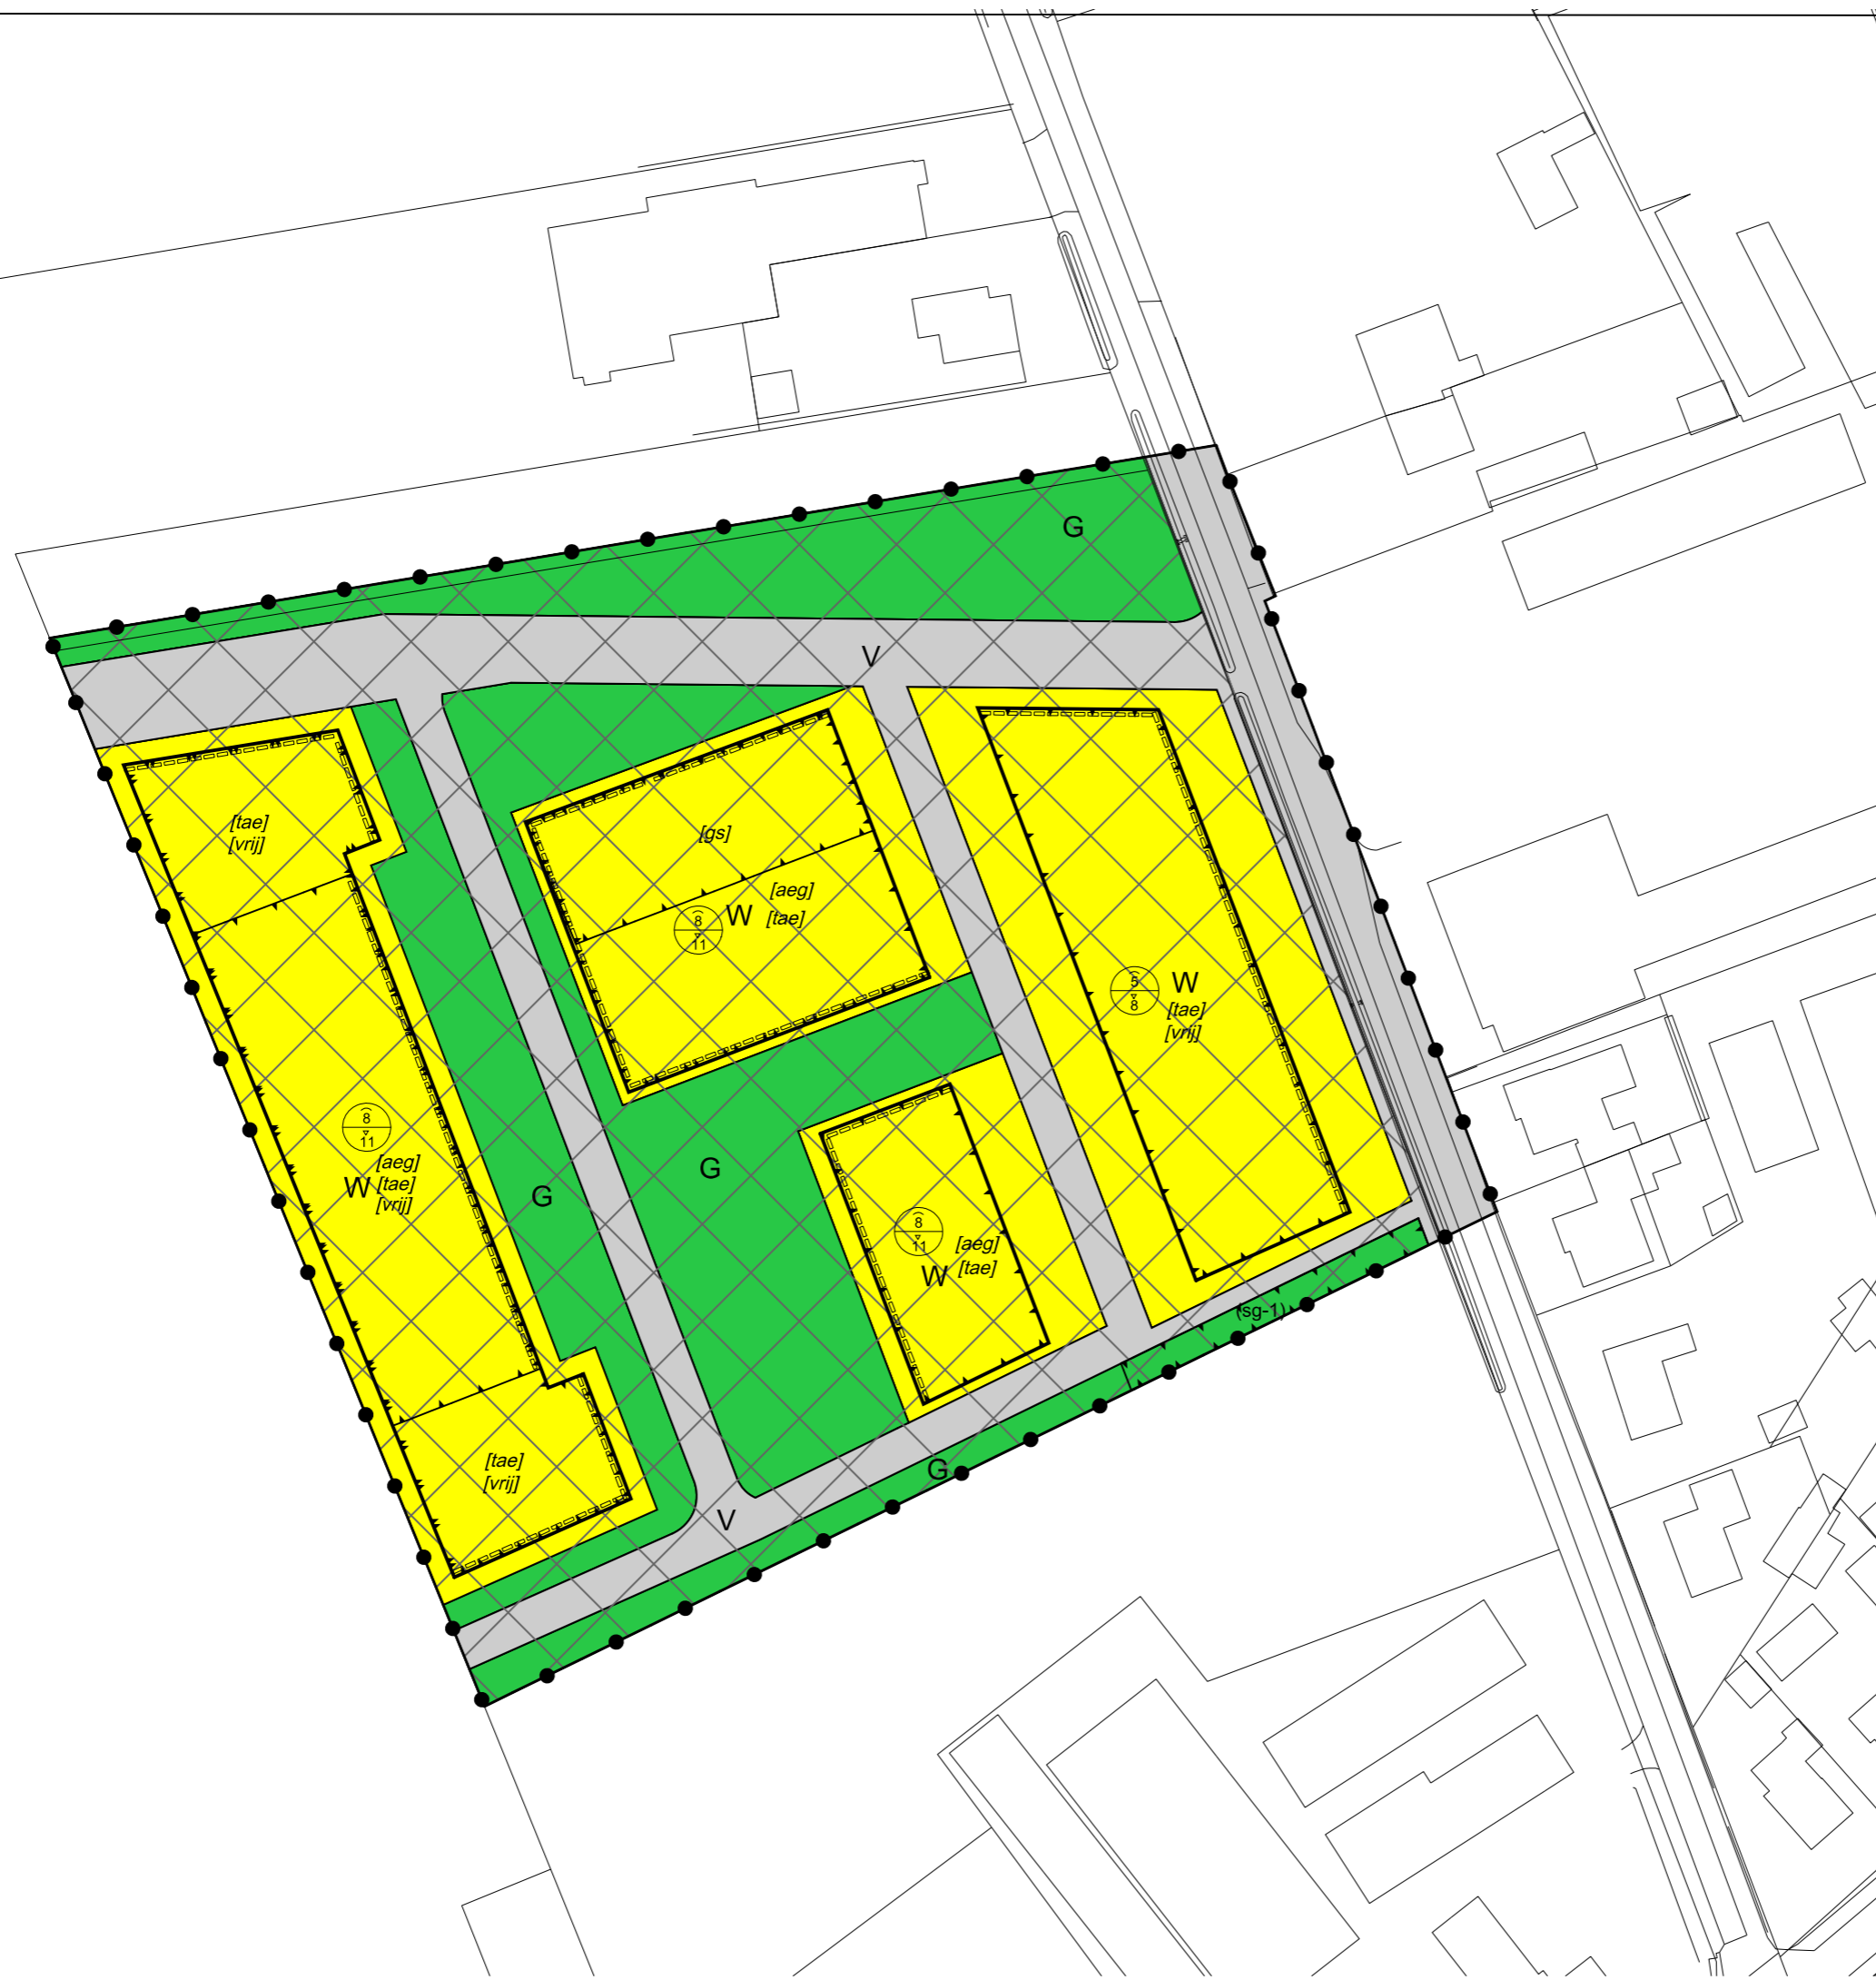 G
V
[tae]
[vrij]
[gs]
[aeg]
8
W
[tae]
11
5
W
8
[tae]
[vrij]
8
11
[aeg]
W
[tae]
[vrij]
G
G
8
11
[aeg]
W
[tae]
(sg-1)
[tae]
[vrij]
G
V